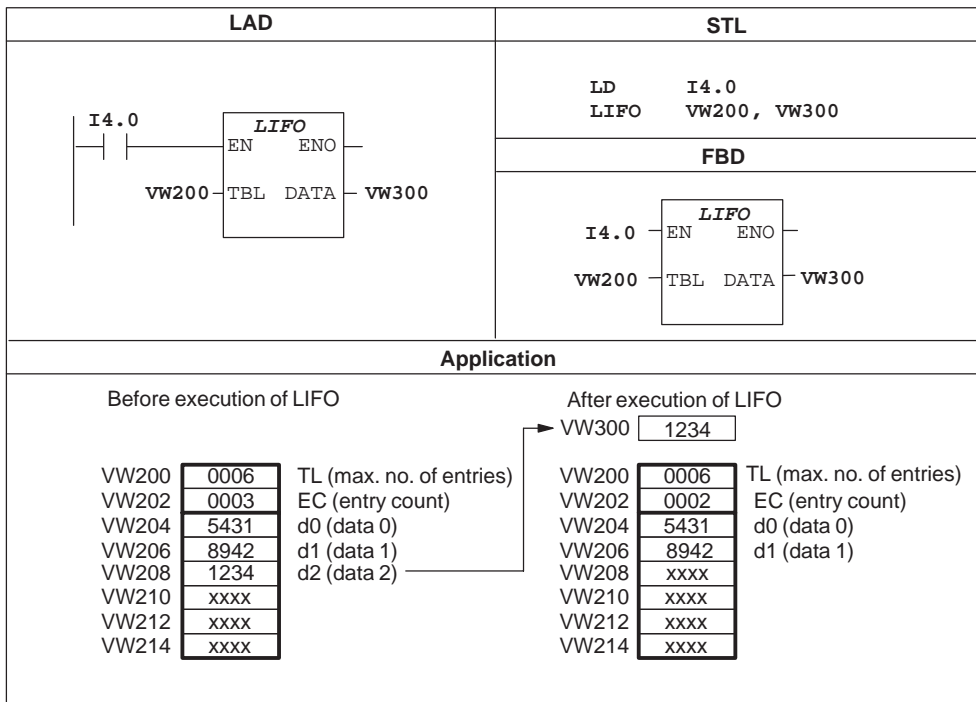 LAD
I4.0
LIFO
EN ENO
VW200 TBL DATA VW300
STL
LD I4.0
LIFO VW200, VW300
FBD
LIFO
I4.0 EN ENO
VW200 TBL DATA VW300
Application
Before execution of LIFO
VW200 0006 TL (max. no. of entries)
VW202 0003 EC (entry count)
VW204 5431 d0 (data 0)
VW206 8942 d1 (data 1)
VW208 1234 d2 (data 2)
VW210 xxxx
VW212 xxxx
VW214 xxxx
After execution of LIFO
VW300 1234
VW200 0006 TL (max. no. of entries)
VW202 0002 EC (entry count)
VW204 5431 d0 (data 0)
VW206 8942 d1 (data 1)
VW208 xxxx
VW210 xxxx
VW212 xxxx
VW214 xxxx